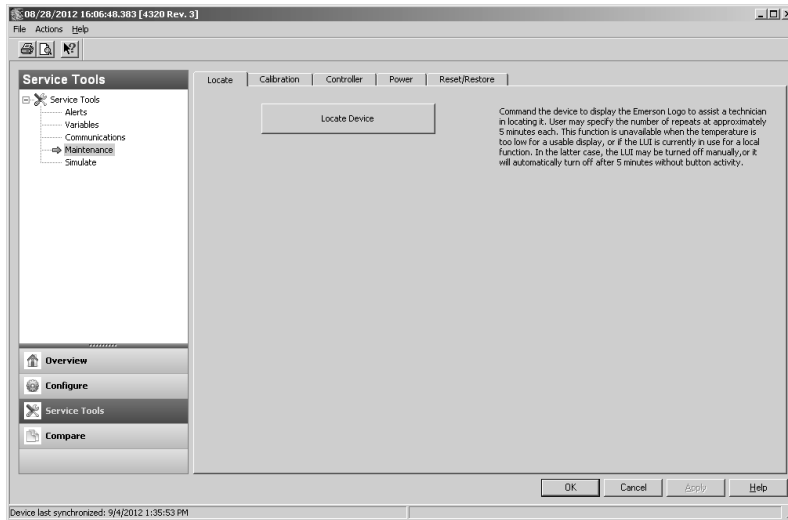 08/28/2012 16:06:48.383 [4320 Rev. 3]
File Actions Help
Service Tools
Service Tools
Alerts
Variables
Communications
Maintenance
Simulate
Overview
Configure
Service Tools
Compare
Locate Calibration Controller Power Reset/Restore
Locate Device
Command the device to display the Emerson Logo to assist a technician
in locating it. User may specify the number of repeats at approximately
5 minutes each. This function is unavailable when the temperature is
too low for a usable display, or if the LUI is currently in use for a local
function. In the latter case, the LUI may be turned off manually,or it
will automatically turn off after 5 minutes without button activity.
OK Cancel Apply Help
Device last synchronized: 9/4/2012 1:35:53 PM